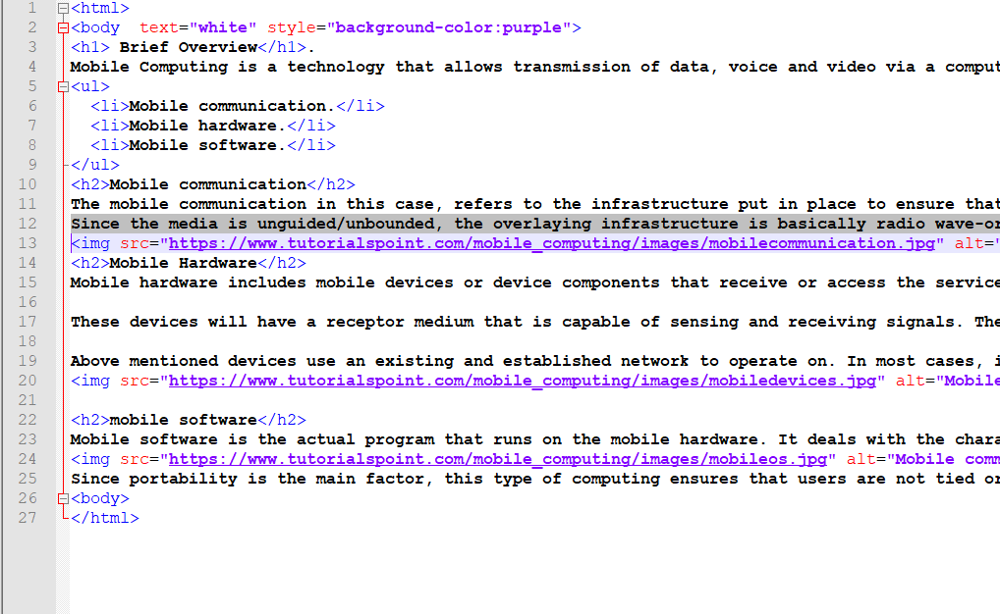 1 <html>
2 <body  text="white" style="background-color:purple">
3 <h1> Brief Overview</h1>.
4 Mobile Computing is a technology that allows transmission of data, voice and video via a comput
5 <ul>
6   <li>Mobile communication.</li>
7   <li>Mobile hardware.</li>
8   <li>Mobile software.</li>
9 </ul>
10 <h2>Mobile communication</h2>
11 The mobile communication in this case, refers to the infrastructure put in place to ensure that
12 Since the media is unguided/unbounded, the overlaying infrastructure is basically radio wave-or
13 <img src="https://www.tutorialspoint.com/mobile_computing/images/mobilecommunication.jpg" alt="
14 <h2>Mobile Hardware</h2>
15 Mobile hardware includes mobile devices or device components that receive or access the service
16
17 These devices will have a receptor medium that is capable of sensing and receiving signals. The
18
19 Above mentioned devices use an existing and established network to operate on. In most cases, i
20 <img src="https://www.tutorialspoint.com/mobile_computing/images/mobiledevices.jpg" alt="Mobile
21
22 <h2>mobile software</h2>
23 Mobile software is the actual program that runs on the mobile hardware. It deals with the chara
24 <img src="https://www.tutorialspoint.com/mobile_computing/images/mobileos.jpg" alt="Mobile comm
25 Since portability is the main factor, this type of computing ensures that users are not tied or
26 <body>
27 </html>